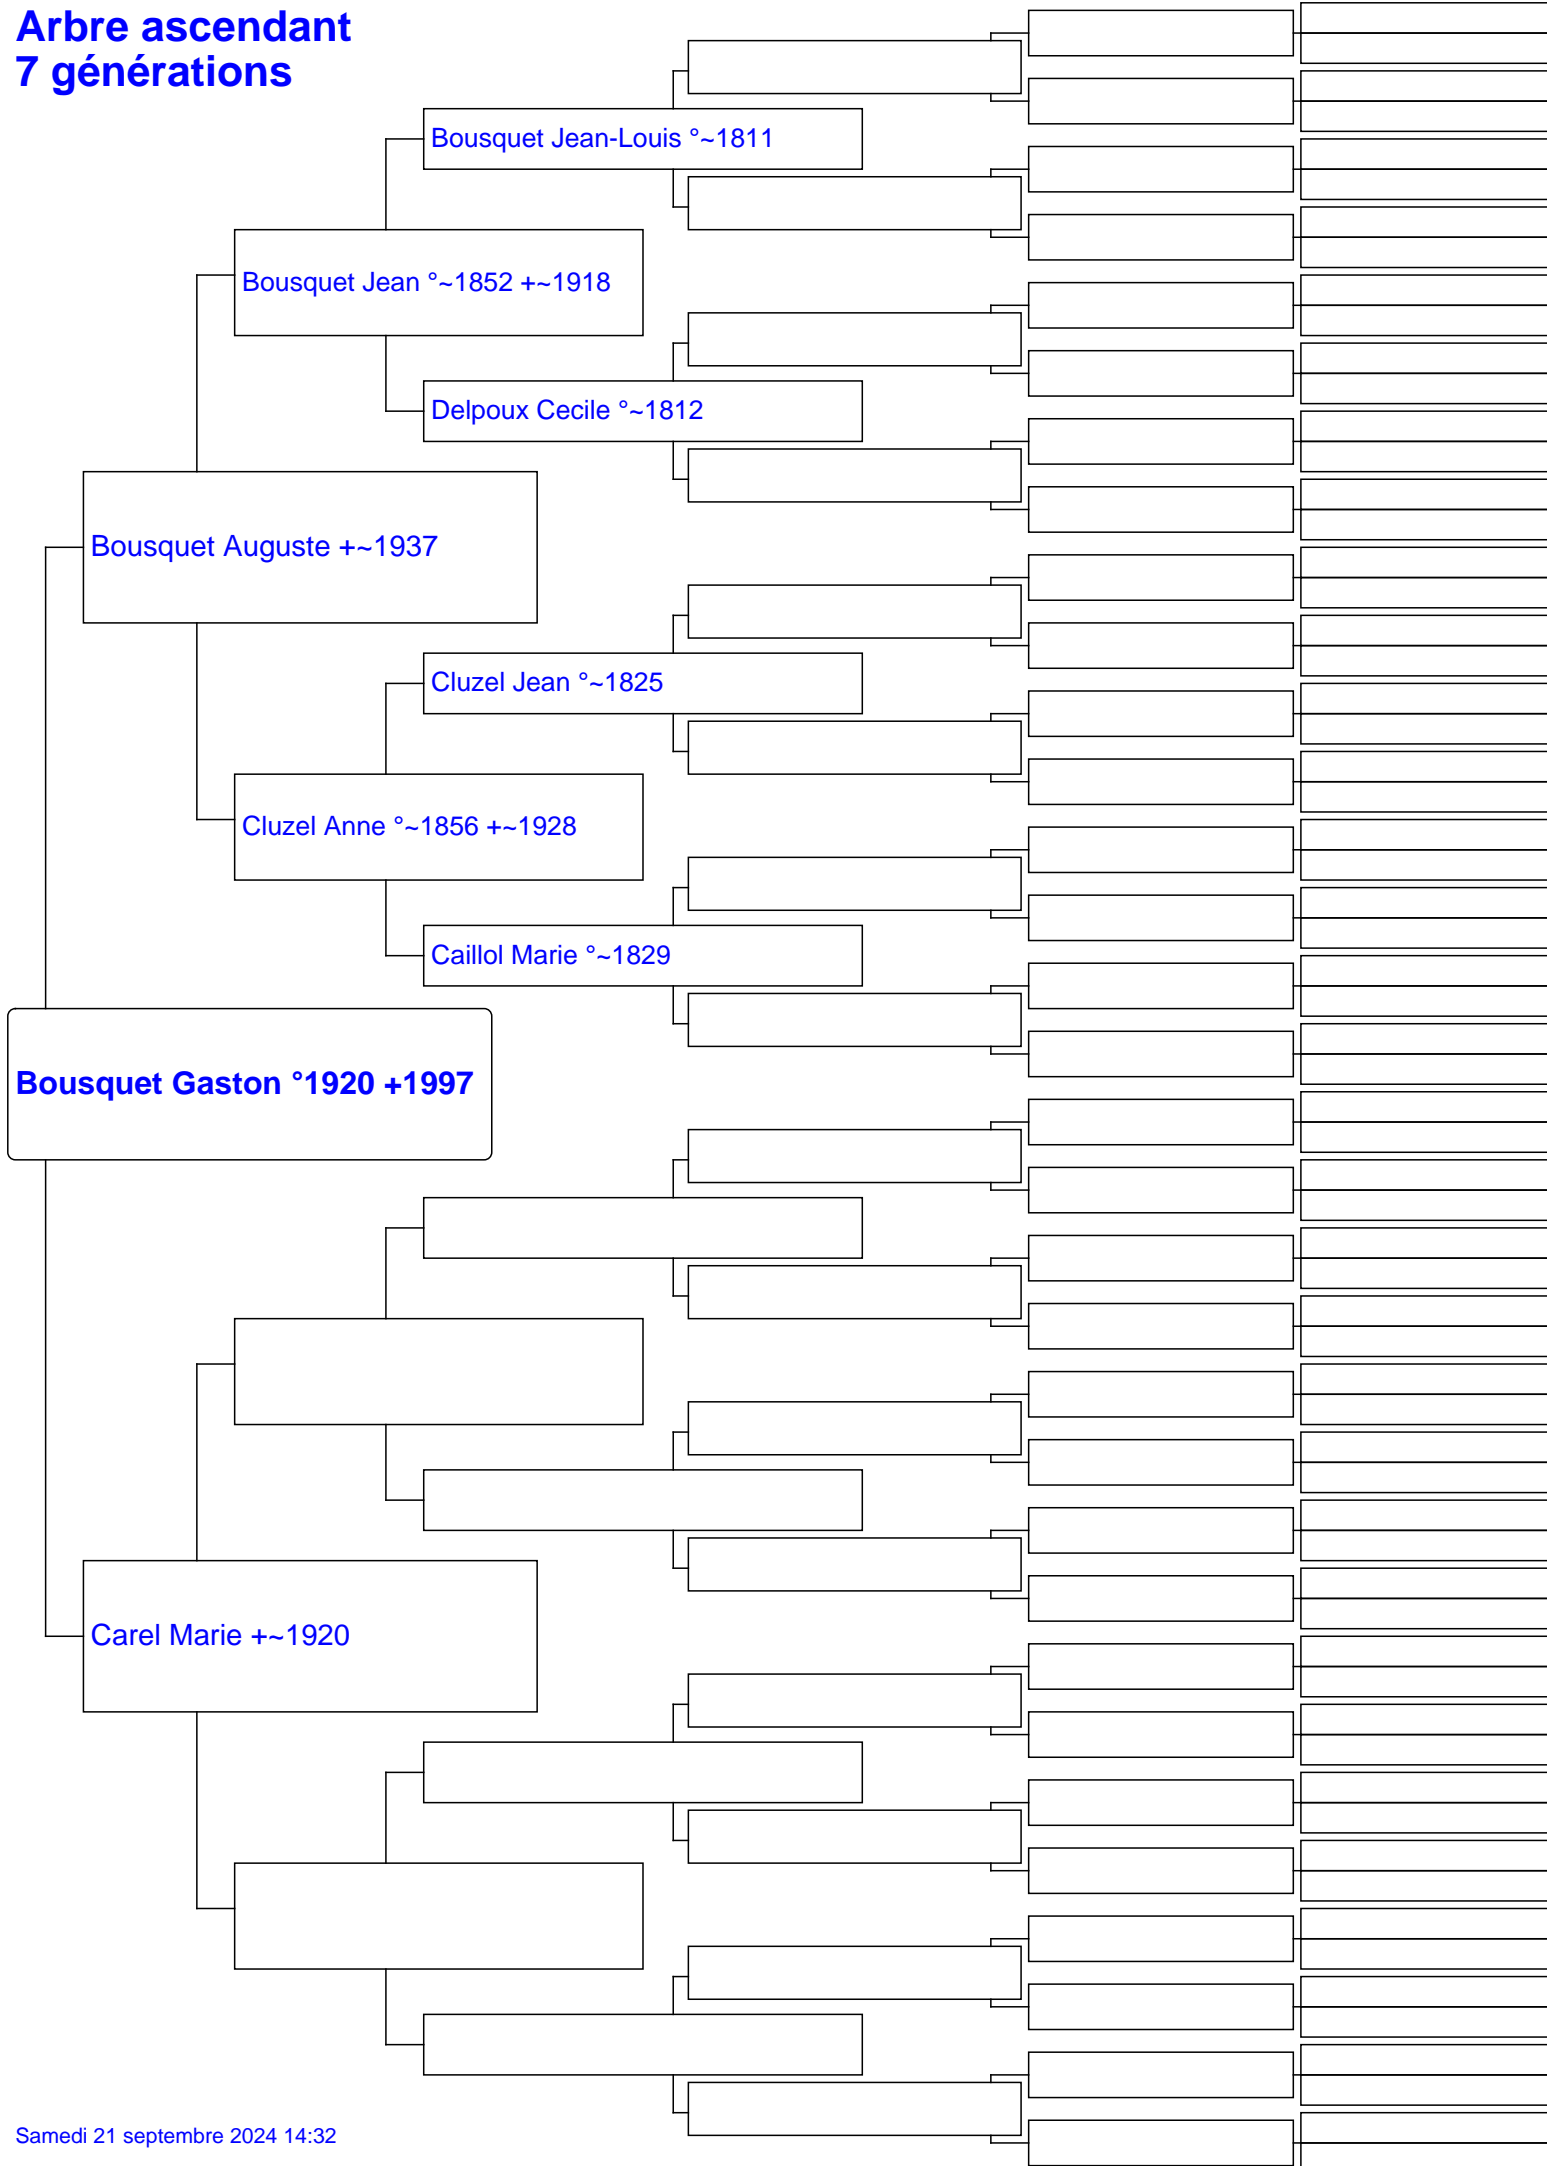 Arbre ascendant
7 générations
Bousquet Jean-Louis °~1811
Bousquet Jean °~1852 +~1918
Delpoux Cecile °~1812
Bousquet Auguste +~1937
Cluzel Jean °~1825
Cluzel Anne °~1856 +~1928
Caillol Marie °~1829
Bousquet Gaston °1920 +1997
Carel Marie +~1920
Samedi 21 septembre 2024 14:32